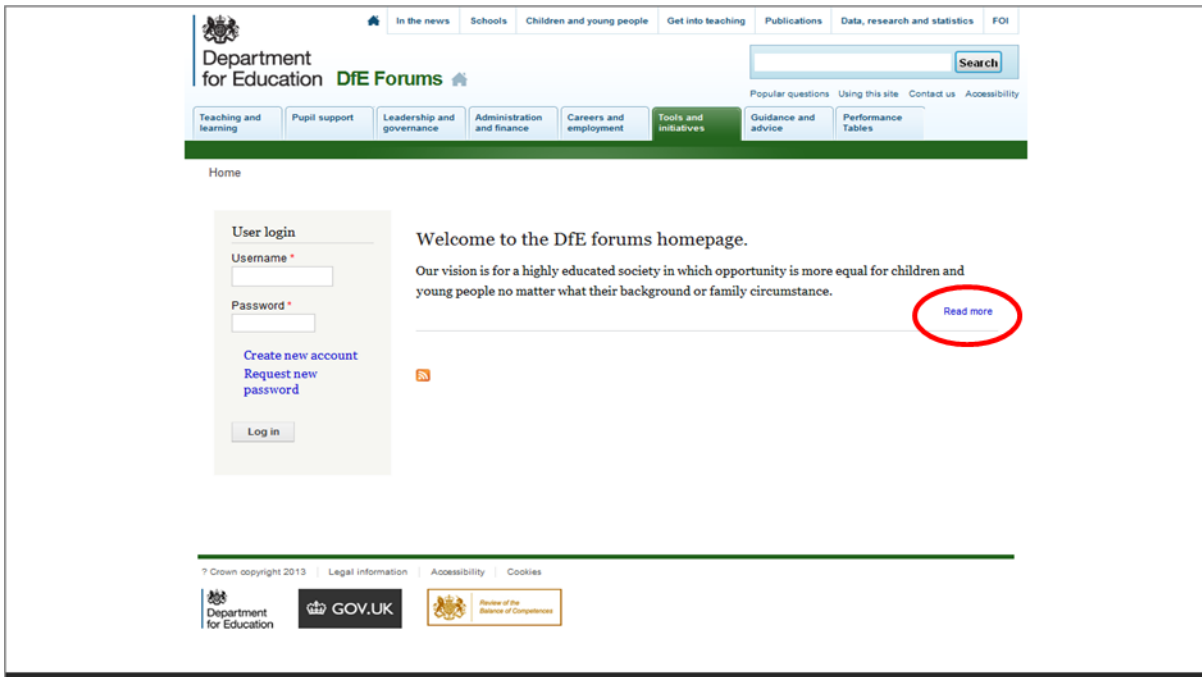 In the news Schools Children and young people Get into teaching Publications Data, research and statistics FOI
Department
for Education DfE Forums
Search
Popular questions Using this site Contact us Accessibility
Teaching and
learning
Pupil support
Leadership and
governance
Administration
and finance
Careers and
employment
Tools and
initiatives
Guidance and
advice
Performance
Tables
Home
User login
Username *
Password *
Create new account
Request new
password
Log in
Welcome to the DfE forums homepage.
Our vision is for a highly educated society in which opportunity is more equal for children and
young people no matter what their background or family circumstance.
Read more
? Crown copyright 2013 Legal information Accessibility Cookies
Department
for Education
GOV.UK
Review of the
Balance of Competences